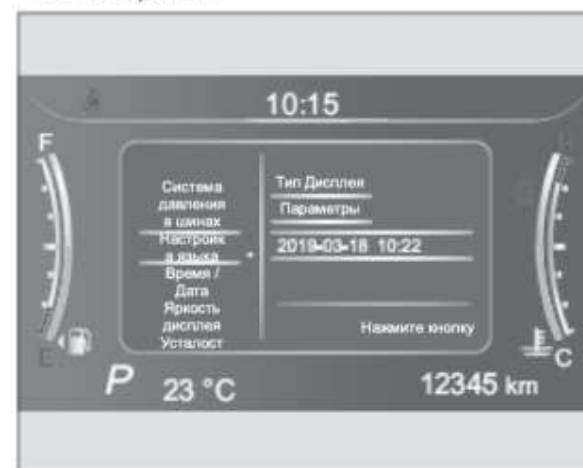 10:15
F
Система
давления
в шинах
Настройк
а языка
Время /
Дата
Яркость
дисплея
Усталост
Тип Дисплея
Параметры
2019-03-18 10:22
Нажмите кнопку
E
C
P
23 °C
12345 km